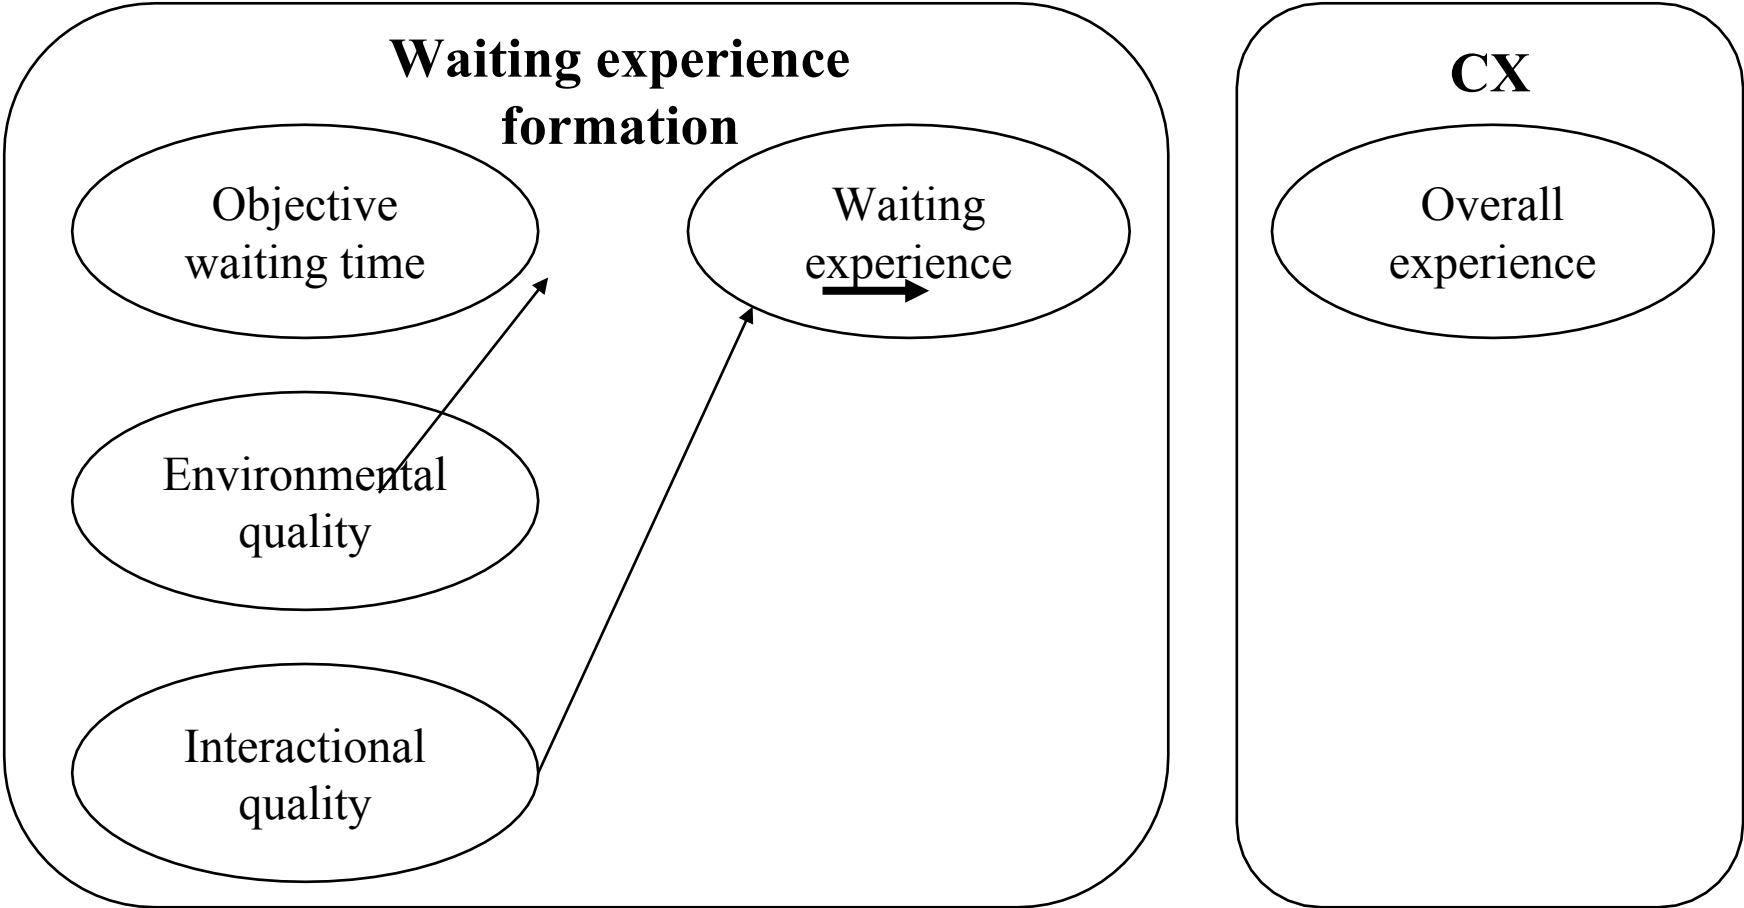 Waiting experience
formation
Objective
waiting time
Waiting
experience
Environmental
quality
Interactional
quality
CX
Overall
experience